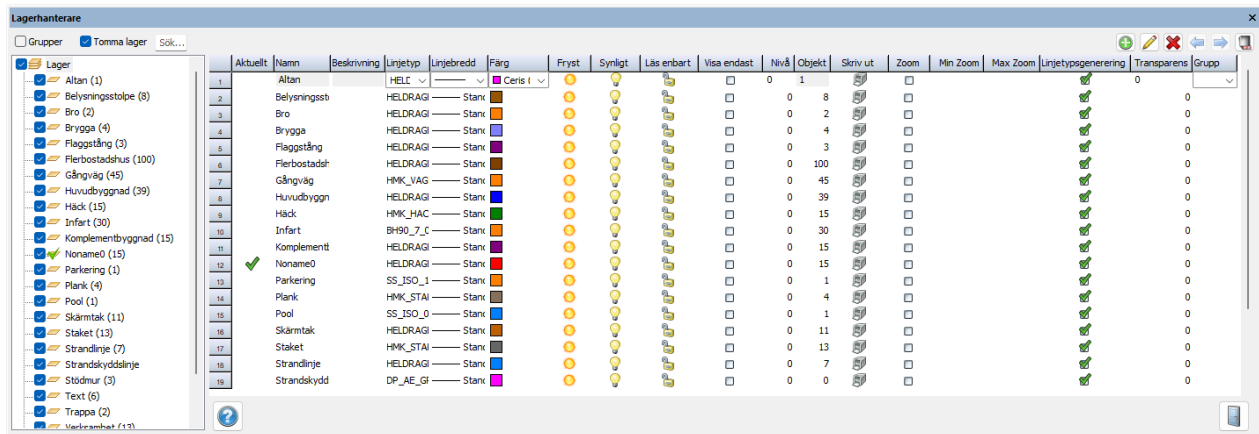 Lagerhanterare
Grupper Tomma lager Sök...
Lager
Altan (1)
Belysningsstolpe (8)
Bro (2)
Brygga (4)
Flaggstång (3)
Flerbostadshus (100)
Gångväg (45)
Huvudbyggnad (39)
Häck (15)
Infart (30)
Komplementbyggnad (15)
Noname0 (15)
Parkering (1)
Plank (4)
Pool (1)
Skärmtak (11)
Staket (13)
Strandlinje (7)
Strandskyddslinje
Stödmur (3)
Text (6)
Trappa (2)
Verksamhet (13)
Aktuellt Namn Beskrivning Linjetyp Linjebredd Färg Fryst Synligt Läs enbart Visa endast Nivå Objekt Skriv ut Zoom Min Zoom Max Zoom Linjetypsgenerering Transparens Grupp
1 Altan HELD Ceris ( 0 1 0
2 Belysningsst HELDRAGI Stand 0 8 0
3 Bro HELDRAGI Stand 0 2 0
4 Brygga HELDRAGI Stand 0 4 0
5 Flaggstång HELDRAGI Stand 0 3 0
6 Flerbostadsh HELDRAGI Stand 0 100 0
7 Gångväg HMK_VAG Stand 0 45 0
8 Huvudbyggn HELDRAGI Stand 0 39 0
9 Häck HMK_HAC Stand 0 15 0
10 Infart BH90_7_C Stand 0 30 0
11 Komplementb HELDRAGI Stand 0 15 0
12 Noname0 HELDRAGI Stand 0 15 0
13 Parkering SS_ISO_1 Stand 0 1 0
14 Plank HMK_STAI Stand 0 4 0
15 Pool SS_ISO_0 Stand 0 1 0
16 Skärmtak HELDRAGI Stand 0 11 0
17 Staket HMK_STAI Stand 0 13 0
18 Strandlinje HELDRAGI Stand 0 7 0
19 Strandskydd DP_AE_GF Stand 0 0 0